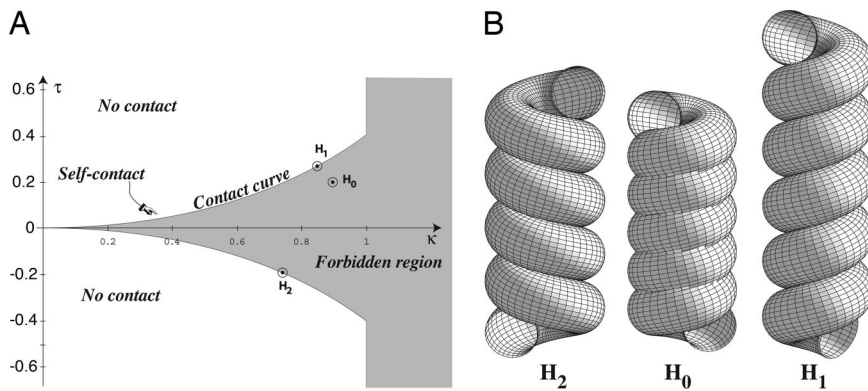 A
B
0.6
τ
No contact
0.4
H₁
Self-contact
Contact curve
0.2
H₀
0
0.2
0.4
0.6
0.8
1
κ
Forbidden region
-0.2
H₂
No contact
-0.4
-0.6
H₂
H₀
H₁